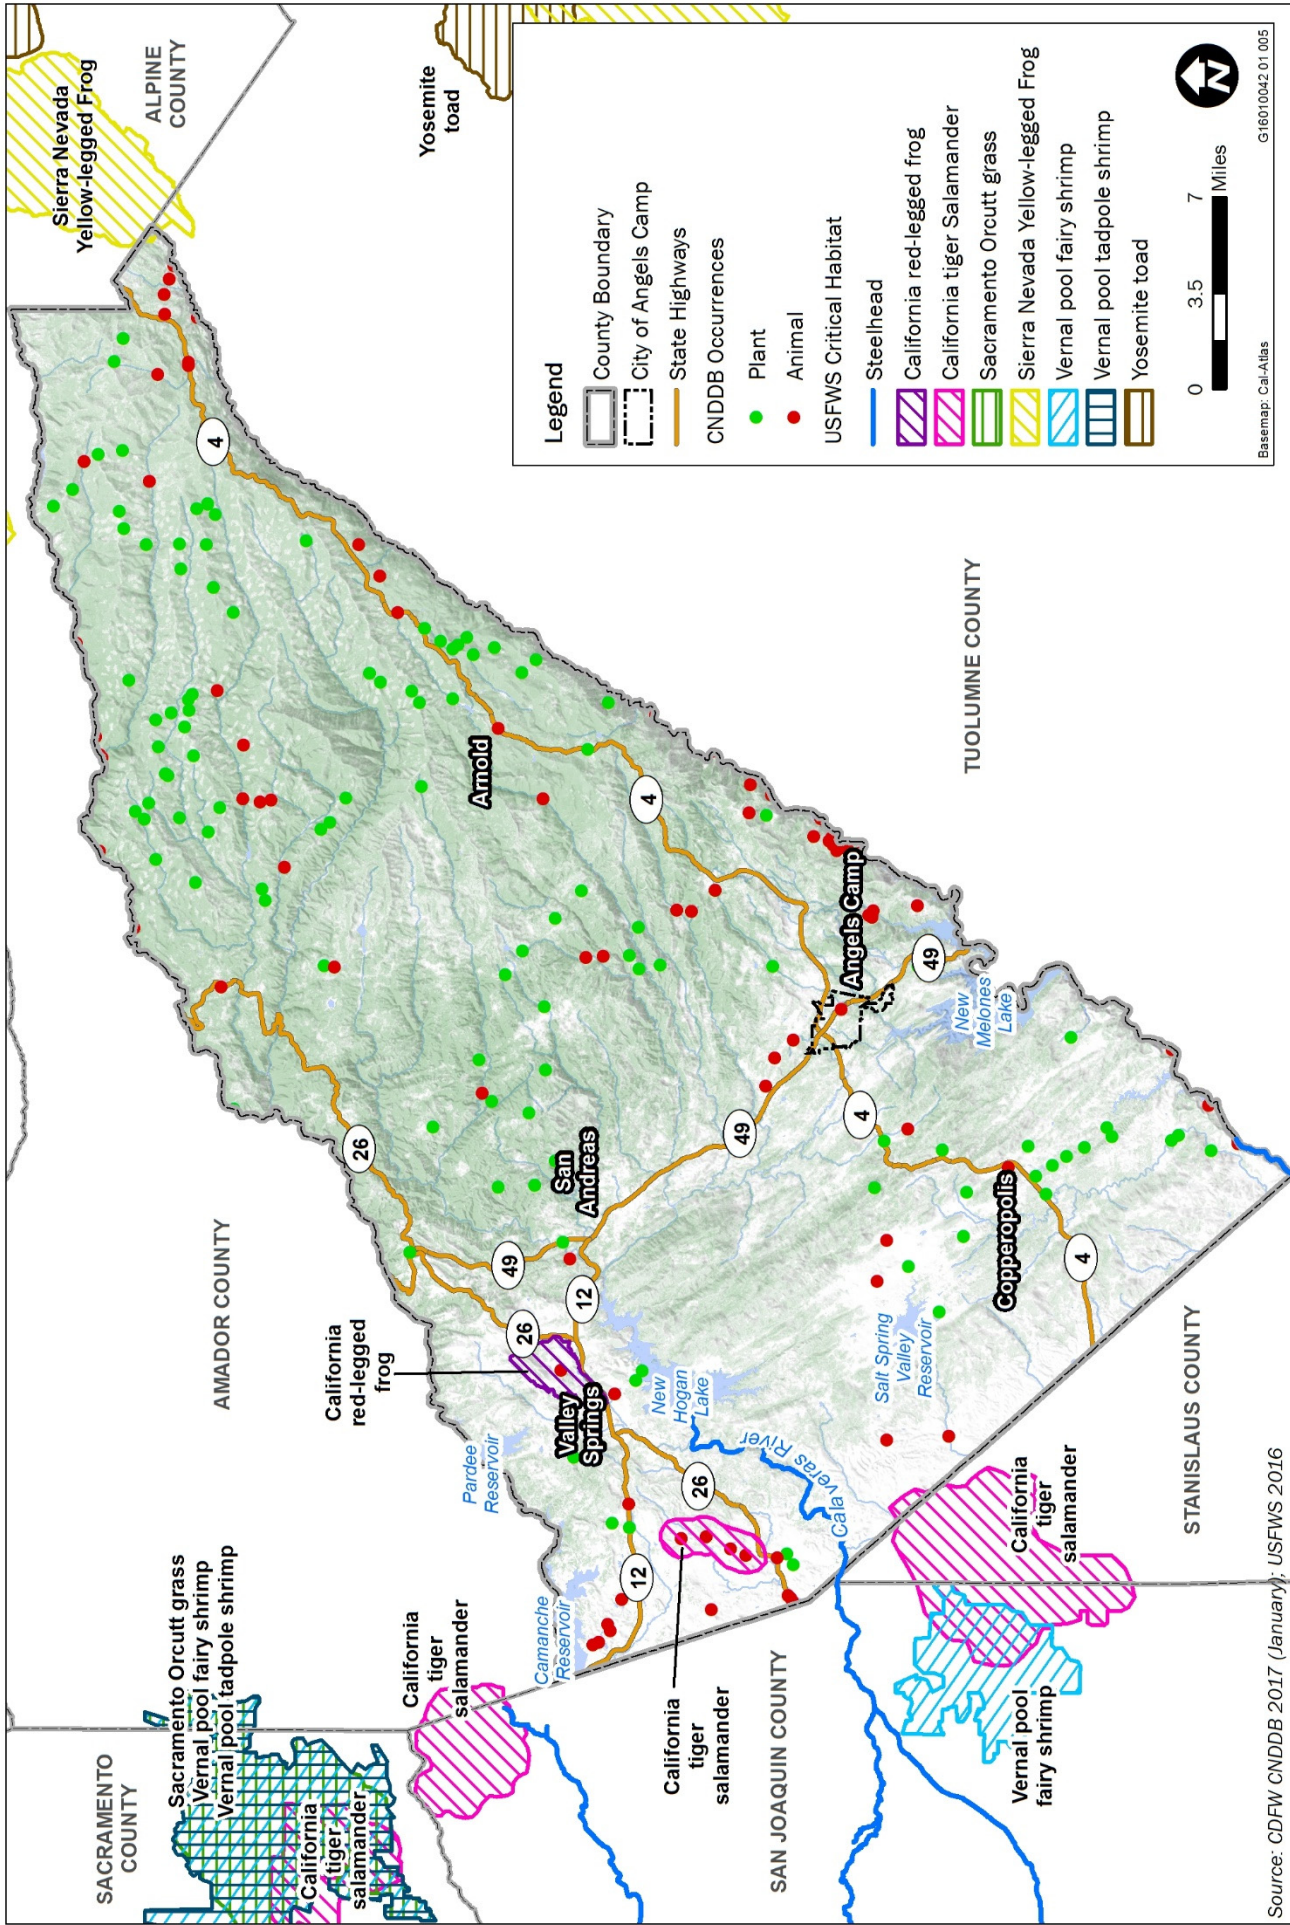 SACRAMENTO
COUNTY
Sacramento Orcutt grass
Vernal pool fairy shrimp
Vernal pool tadpole shrimp
California
tiger
salamander
California
tiger
salamander
AMADOR COUNTY
California
red-legged
frog
Sierra Nevada
Yellow-legged Frog
ALPINE
COUNTY
Yosemite
toad
4
26
Pardee
Reservoir
Camanche
Reservoir
12
26
49
12
Valley
Springs
San
Andreas
Arnold
4
New
Hogan
Lake
26
Calaveras River
49
California
tiger
salamander
SAN JOAQUIN COUNTY
Angels Camp
49
4
New
Melones
Lake
Salt Spring
Valley
Reservoir
Copperopolis
4
TUOLUMNE COUNTY
California
tiger
salamander
Vernal pool
fairy shrimp
STANISLAUS COUNTY
Legend
County Boundary
City of Angels Camp
State Highways
CNDDB Occurrences
Plant
Animal
USFWS Critical Habitat
Steelhead
California red-legged frog
California tiger Salamander
Sacramento Orcutt grass
Sierra Nevada Yellow-legged Frog
Vernal pool fairy shrimp
Vernal pool tadpole shrimp
Yosemite toad
0 3.5 7
Miles
N
Basemap: Cal-Atlas
G16010042 01 005
Source: CDFW CNDDB 2017 (January); USFWS 2016